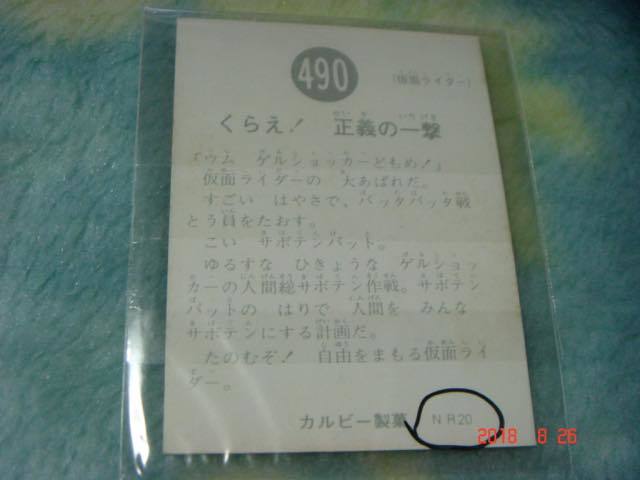 490
(仮面ライダー)
くらえ! 正義の一撃
「ウム ゲルショッカーどもめ!」
仮面ライダーの 大あばれだ。
すごい はやさで、バッタバッタ戦
とう員をたおす。
こい サボテンバット。
ゆるすな ひきょうな ゲルショッ
カーの人間総サボテン作戦。サボテン
バットの はりで 人間を みんな
サボテンにする計画だ。
たのむぞ! 自由をまもる仮面ライ
ダー。
カルビー製菓 NR20
2018 8 26